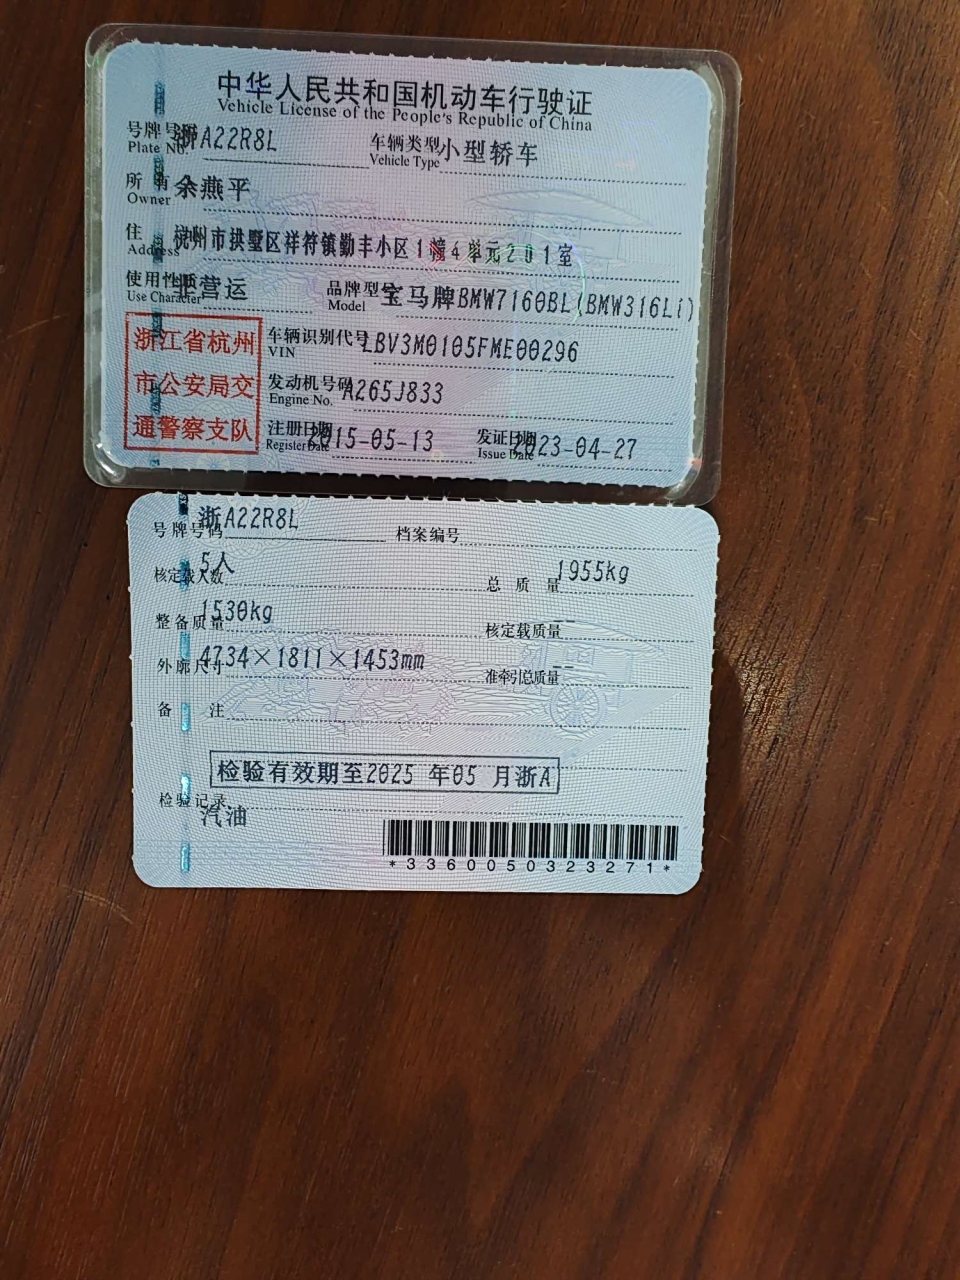 中华人民共和国机动车行驶证
Vehicle License of the People's Republic of China
号牌号码 浙A22R8L 车辆类型 小型轿车
Plate No. Vehicle Type
所有人 余燕平
Owner
住址 杭州市拱墅区祥符镇勤丰小区1幢4单元201室
Address
使用性质 非营运 品牌型号 宝马牌BMW7160BL(BMW316Li)
Use Character Model
浙江省杭州
市公安局交
通警察支队
车辆识别代号 LBV3M0105FME00296
VIN
发动机号码 A265J833
Engine No.
注册日期 2015-05-13 发证日期 2023-04-27
Register Date Issue Date
号牌号码 浙A22R8L 档案编号
核定载人数 5人 总质量 1955kg
整备质量 1530kg 核定载质量 --
外廓尺寸 4734×1811×1453mm 准牵引总质量 --
备注
检验有效期至2025 年05 月浙A
检验记录
汽油
*3360050323271*